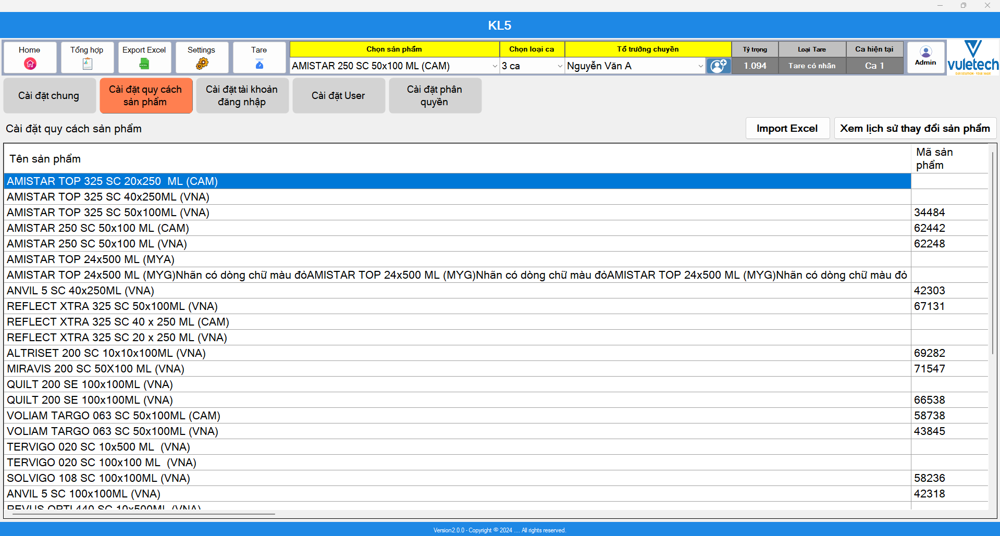 KL5
Home
Tổng hợp
Export Excel
Settings
Tare
Chọn sản phẩm
Chọn loại ca
Tổ trưởng chuyền
Tỷ trọng
Loại Tare
Ca hiện tại
AMISTAR 250 SC 50x100 ML (CAM)
3 ca
Nguyễn Văn A
1.094
Tare có nhãn
Ca 1
Admin
vuletech
OUR SOLUTION - YOUR VALUE
Cài đặt chung
Cài đặt quy cách
sản phẩm
Cài đặt tài khoản
đăng nhập
Cài đặt User
Cài đặt phân
quyền
Cài đặt quy cách sản phẩm
Import Excel
Xem lịch sử thay đổi sản phẩm
Tên sản phẩm
Mã sản
phẩm
AMISTAR TOP 325 SC 20x250  ML (CAM)
AMISTAR TOP 325 SC 40x250ML (VNA)
AMISTAR TOP 325 SC 50x100ML (VNA) 34484
AMISTAR 250 SC 50x100 ML (CAM) 62442
AMISTAR 250 SC 50x100 ML (VNA) 62248
AMISTAR TOP 24x500 ML (MYA)
AMISTAR TOP 24x500 ML (MYG)Nhãn có dòng chữ màu đỏAMISTAR TOP 24x500 ML (MYG)Nhãn có dòng chữ màu đỏAMISTAR TOP 24x500 ML (MYG)Nhãn có dòng chữ màu đỏ
ANVIL 5 SC 40x250ML (VNA) 42303
REFLECT XTRA 325 SC 50x100ML (VNA) 67131
REFLECT XTRA 325 SC 40 x 250 ML (CAM)
REFLECT XTRA 325 SC 20 x 250 ML (VNA)
ALTRISET 200 SC 10x10x100ML (VNA) 69282
MIRAVIS 200 SC 50X100 ML (VNA) 71547
QUILT 200 SE 100x100ML (VNA)
QUILT 200 SE 100x100ML (VNA) 66538
VOLIAM TARGO 063 SC 50x100ML (CAM) 58738
VOLIAM TARGO 063 SC 50x100ML (VNA) 43845
TERVIGO 020 SC 10x500 ML  (VNA)
TERVIGO 020 SC 100x100 ML  (VNA)
SOLVIGO 108 SC 100x100ML (VNA) 58236
ANVIL 5 SC 100x100ML (VNA) 42318
REVUS OPTI 440 SC 10x500ML (VNA)
Version2.0.0 - Copyright © 2024 .... All rights reserved.